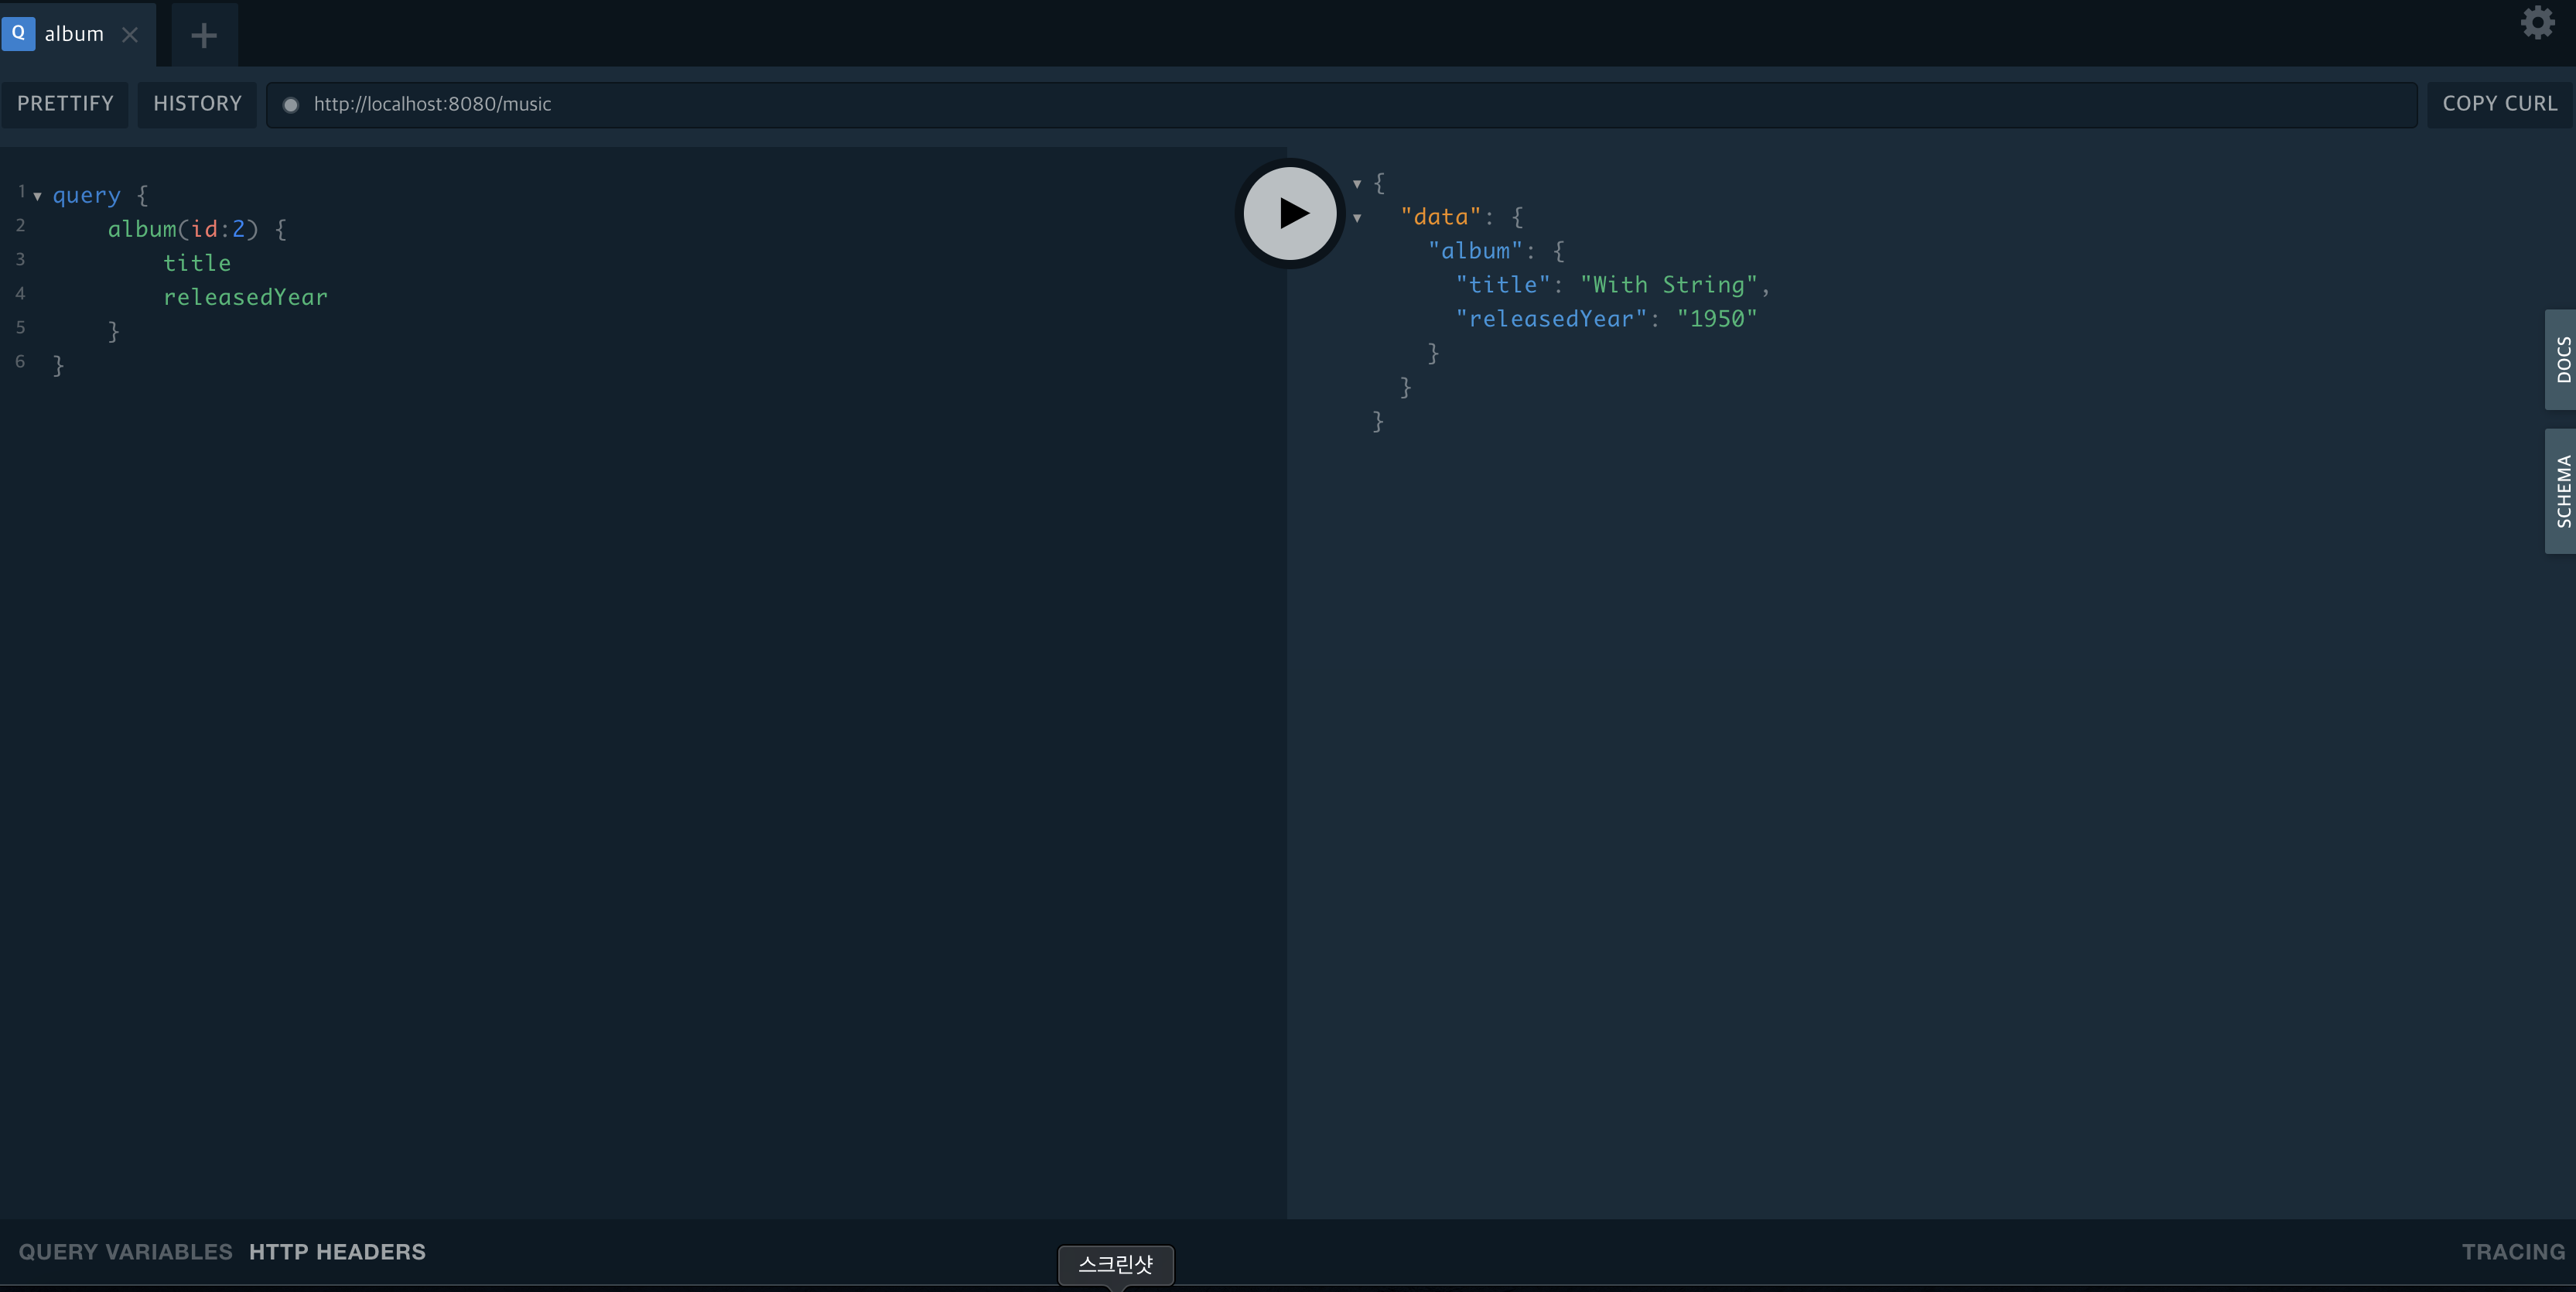 Q album
PRETTIFY HISTORY http://localhost:8080/music COPY CURL
1 query {
2 album(id:2) {
3 title
4 releasedYear
5 }
6 }
{
"data": {
"album": {
"title": "With String",
"releasedYear": "1950"
}
}
}
DOCS
SCHEMA
QUERY VARIABLES HTTP HEADERS
TRACING
스크린샷